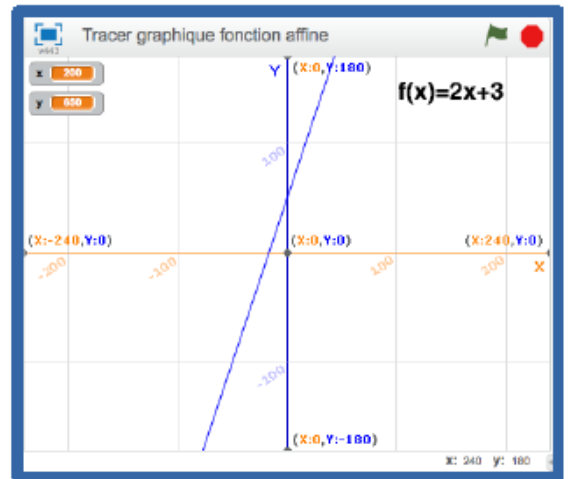 Tracer graphique fonction affine
v442
x 200
y 650
Y (X:0,Y:180)
f(x)=2x+3
100
(X:-240,Y:0) (X:0,Y:0) (X:240,Y:0)
-200 -100 100 200 X
-100
(X:0,Y:-180)
x: 240 y: 180